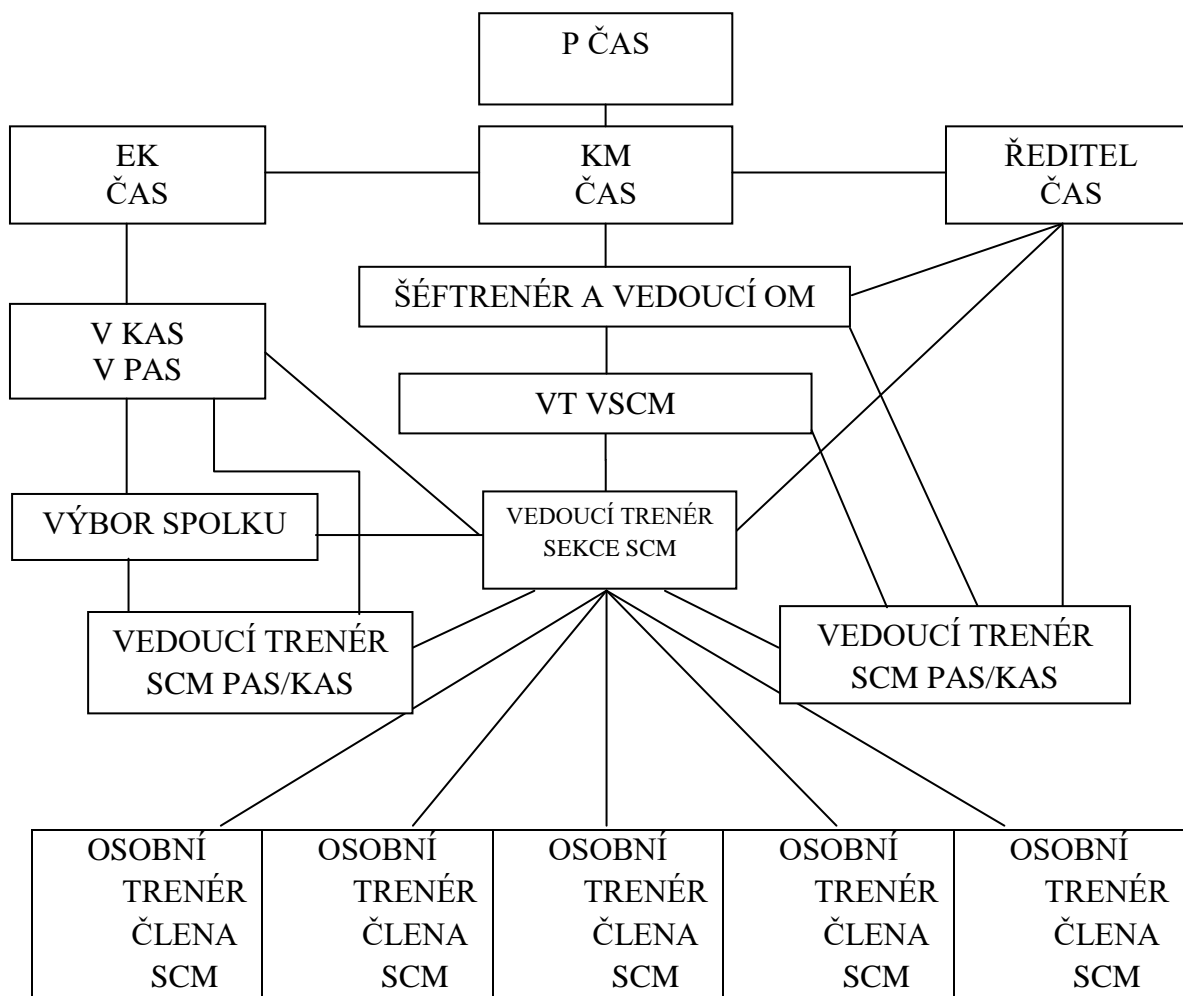 P ČAS
EK
ČAS
KM
ČAS
ŘEDITEL
ČAS
ŠÉFTRENÉR A VEDOUCÍ OM
V KAS
V PAS
VT VSCM
VÝBOR SPOLKU
VEDOUCÍ TRENÉR
SEKCE SCM
VEDOUCÍ TRENÉR
SCM PAS/KAS
VEDOUCÍ TRENÉR
SCM PAS/KAS
OSOBNÍ
TRENÉR
ČLENA
SCM
OSOBNÍ
TRENÉR
ČLENA
SCM
OSOBNÍ
TRENÉR
ČLENA
SCM
OSOBNÍ
TRENÉR
ČLENA
SCM
OSOBNÍ
TRENÉR
ČLENA
SCM